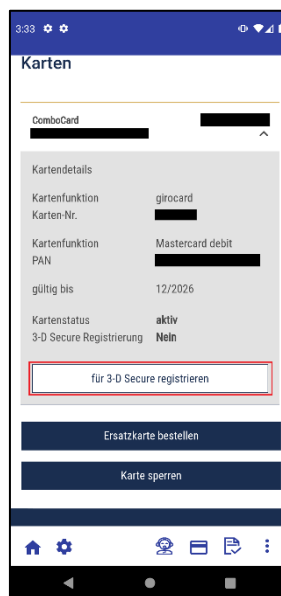 3:33
Karten
ComboCard
Kartendetails
Kartenfunktion girocard
Karten-Nr.
Kartenfunktion Mastercard debit
PAN
gültig bis 12/2026
Kartenstatus aktiv
3-D Secure Registrierung Nein
für 3-D Secure registrieren
Ersatzkarte bestellen
Karte sperren